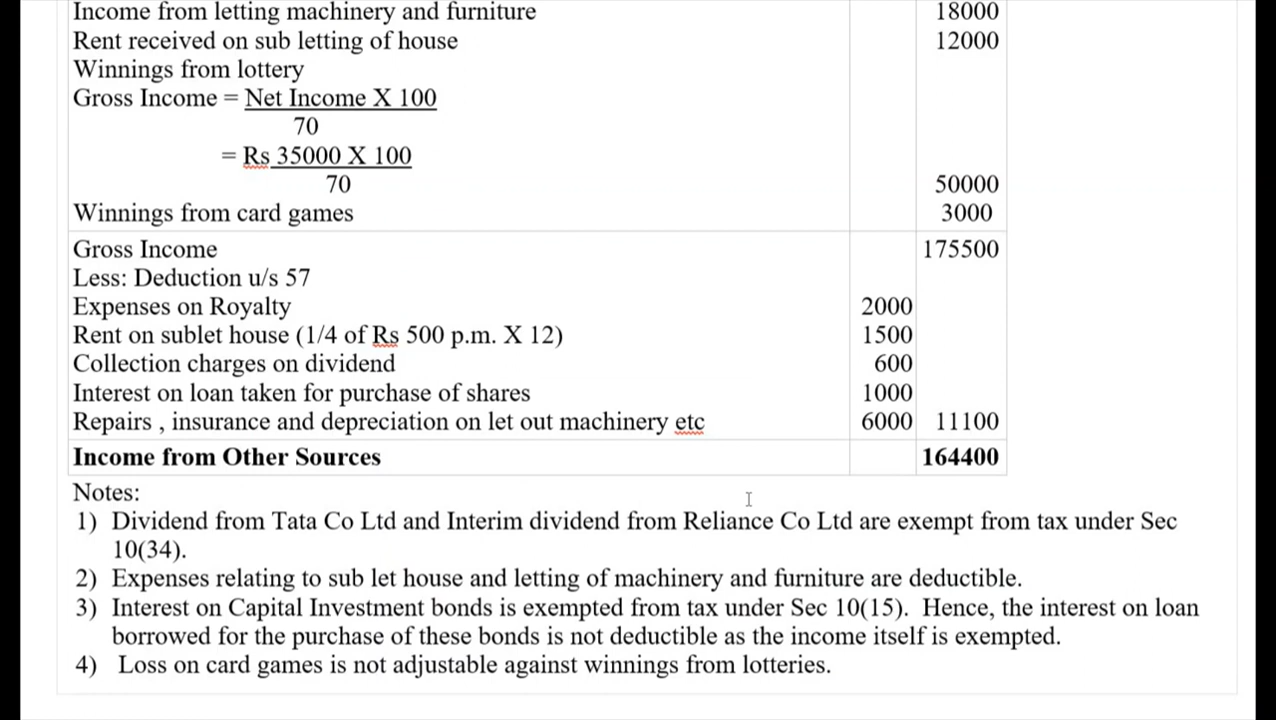 Income from letting machinery and furniture 18000
Rent received on sub letting of house 12000
Winnings from lottery
Gross Income = Net Income X 100
70
= Rs 35000 X 100
70 50000
Winnings from card games 3000
Gross Income 175500
Less: Deduction u/s 57
Expenses on Royalty 2000
Rent on sublet house (1/4 of Rs 500 p.m. X 12) 1500
Collection charges on dividend 600
Interest on loan taken for purchase of shares 1000
Repairs , insurance and depreciation on let out machinery etc 6000 11100
Income from Other Sources 164400
Notes:
1) Dividend from Tata Co Ltd and Interim dividend from Reliance Co Ltd are exempt from tax under Sec
10(34).
2) Expenses relating to sub let house and letting of machinery and furniture are deductible.
3) Interest on Capital Investment bonds is exempted from tax under Sec 10(15). Hence, the interest on loan
borrowed for the purchase of these bonds is not deductible as the income itself is exempted.
4) Loss on card games is not adjustable against winnings from lotteries.